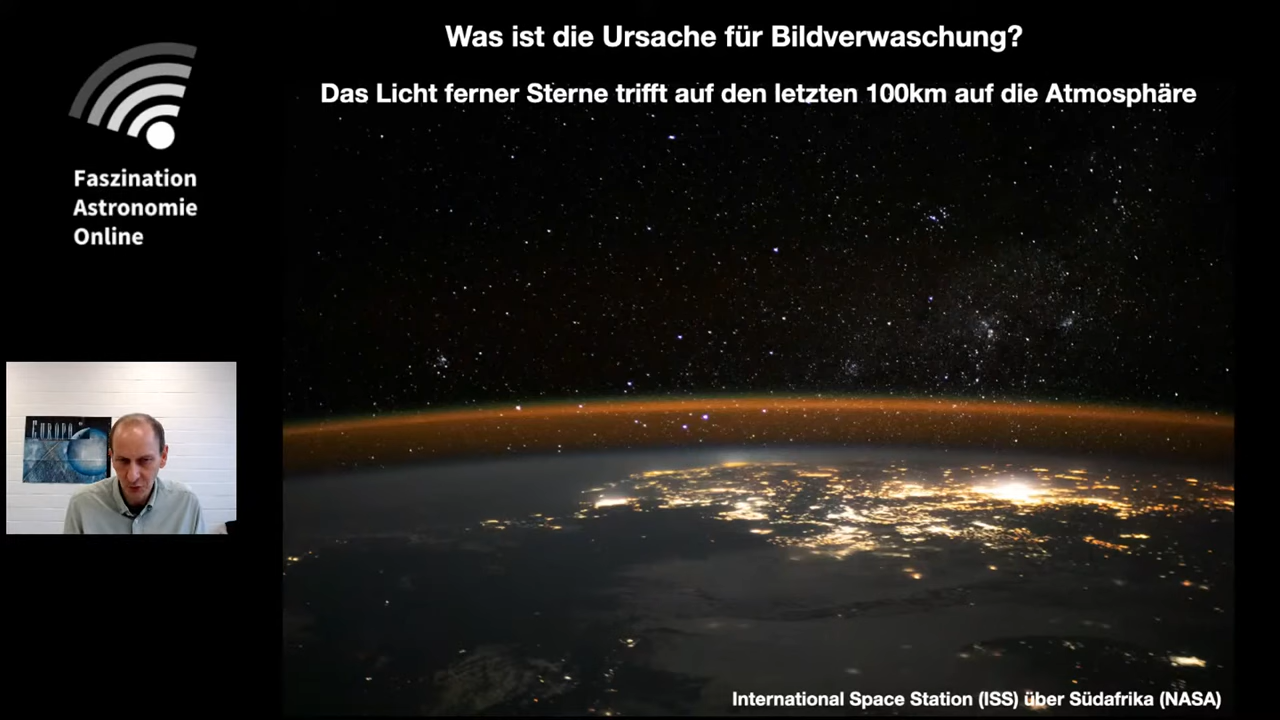 Was ist die Ursache für Bildverwaschung?
Das Licht ferner Sterne trifft auf den letzten 100km auf die Atmosphäre
Faszination
Astronomie
Online
EUROPA
International Space Station (ISS) über Südafrika (NASA)